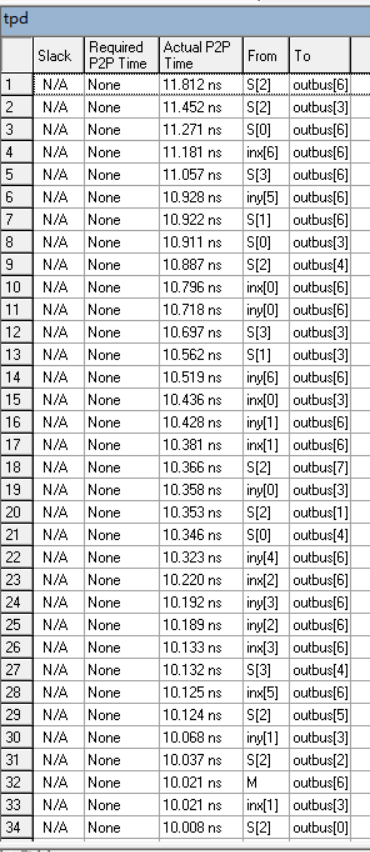 tpd
Slack Required P2P Time Actual P2P Time From To
1 N/A None 11.812 ns S[2] outbus[6]
2 N/A None 11.452 ns S[2] outbus[3]
3 N/A None 11.271 ns S[0] outbus[6]
4 N/A None 11.181 ns inx[6] outbus[6]
5 N/A None 11.057 ns S[3] outbus[6]
6 N/A None 10.928 ns iny[5] outbus[6]
7 N/A None 10.922 ns S[1] outbus[6]
8 N/A None 10.911 ns S[0] outbus[3]
9 N/A None 10.887 ns S[2] outbus[4]
10 N/A None 10.796 ns inx[0] outbus[6]
11 N/A None 10.718 ns iny[0] outbus[6]
12 N/A None 10.697 ns S[3] outbus[3]
13 N/A None 10.562 ns S[1] outbus[3]
14 N/A None 10.519 ns iny[6] outbus[6]
15 N/A None 10.436 ns inx[0] outbus[3]
16 N/A None 10.428 ns iny[1] outbus[6]
17 N/A None 10.381 ns inx[1] outbus[6]
18 N/A None 10.366 ns S[2] outbus[7]
19 N/A None 10.358 ns iny[0] outbus[3]
20 N/A None 10.353 ns S[2] outbus[1]
21 N/A None 10.346 ns S[0] outbus[4]
22 N/A None 10.323 ns iny[4] outbus[6]
23 N/A None 10.220 ns inx[2] outbus[6]
24 N/A None 10.192 ns iny[3] outbus[6]
25 N/A None 10.189 ns iny[2] outbus[6]
26 N/A None 10.133 ns inx[3] outbus[6]
27 N/A None 10.132 ns S[3] outbus[4]
28 N/A None 10.125 ns inx[5] outbus[6]
29 N/A None 10.124 ns S[2] outbus[5]
30 N/A None 10.068 ns iny[1] outbus[3]
31 N/A None 10.037 ns S[2] outbus[2]
32 N/A None 10.021 ns M outbus[6]
33 N/A None 10.021 ns inx[1] outbus[3]
34 N/A None 10.008 ns S[2] outbus[0]